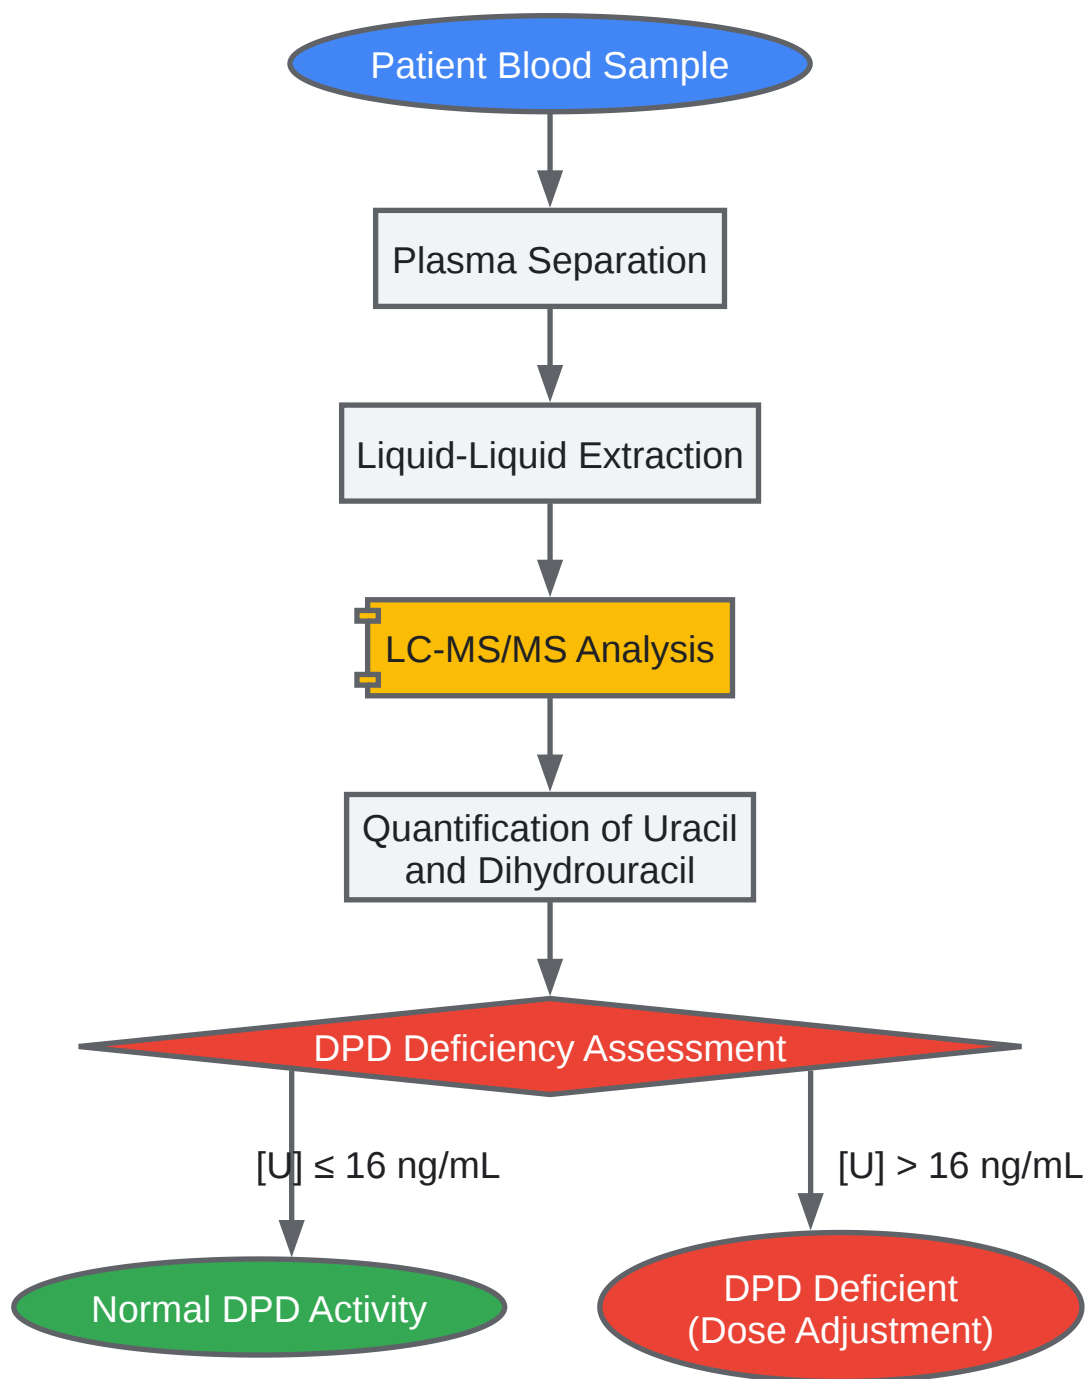 Patient Blood Sample
Plasma Separation
Liquid-Liquid Extraction
LC-MS/MS Analysis
Quantification of Uracil
and Dihydrouracil
DPD Deficiency Assessment
[U] ≤ 16 ng/mL
[U] > 16 ng/mL
Normal DPD Activity
DPD Deficient
(Dose Adjustment)